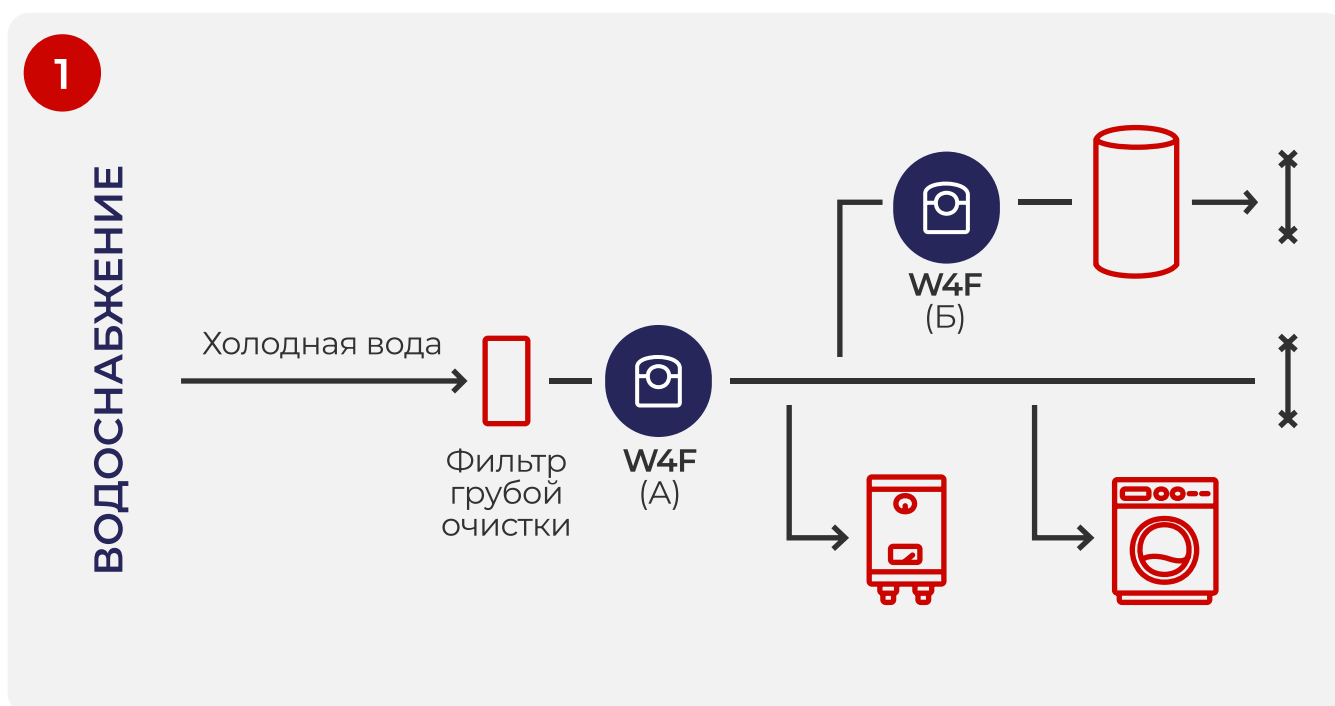 1
ВОДОСНАБЖЕНИЕ
Холодная вода
Фильтр
грубой
очистки
W4F
(А)
W4F
(Б)